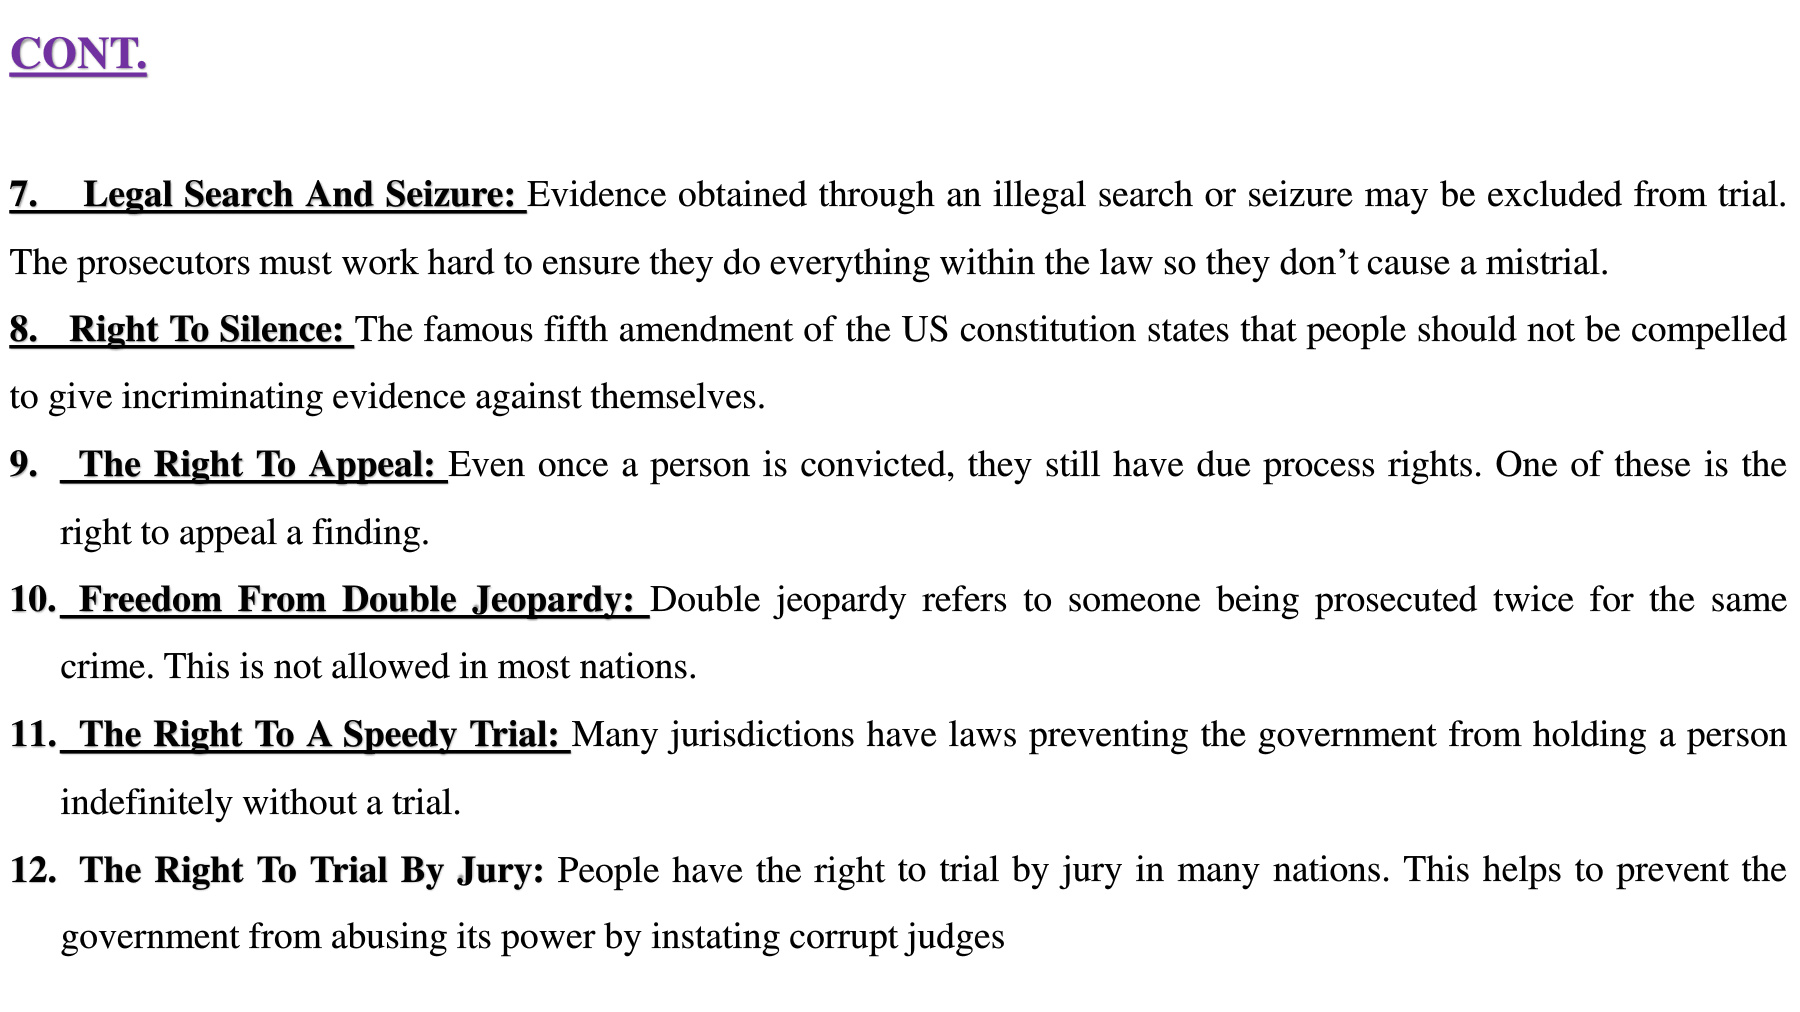 CONT.
7. Legal Search And Seizure: Evidence obtained through an illegal search or seizure may be excluded from trial.
The prosecutors must work hard to ensure they do everything within the law so they don’t cause a mistrial.
8. Right To Silence: The famous fifth amendment of the US constitution states that people should not be compelled
to give incriminating evidence against themselves.
9. The Right To Appeal: Even once a person is convicted, they still have due process rights. One of these is the
right to appeal a finding.
10. Freedom From Double Jeopardy: Double jeopardy refers to someone being prosecuted twice for the same
crime. This is not allowed in most nations.
11. The Right To A Speedy Trial: Many jurisdictions have laws preventing the government from holding a person
indefinitely without a trial.
12. The Right To Trial By Jury: People have the right to trial by jury in many nations. This helps to prevent the
government from abusing its power by instating corrupt judges